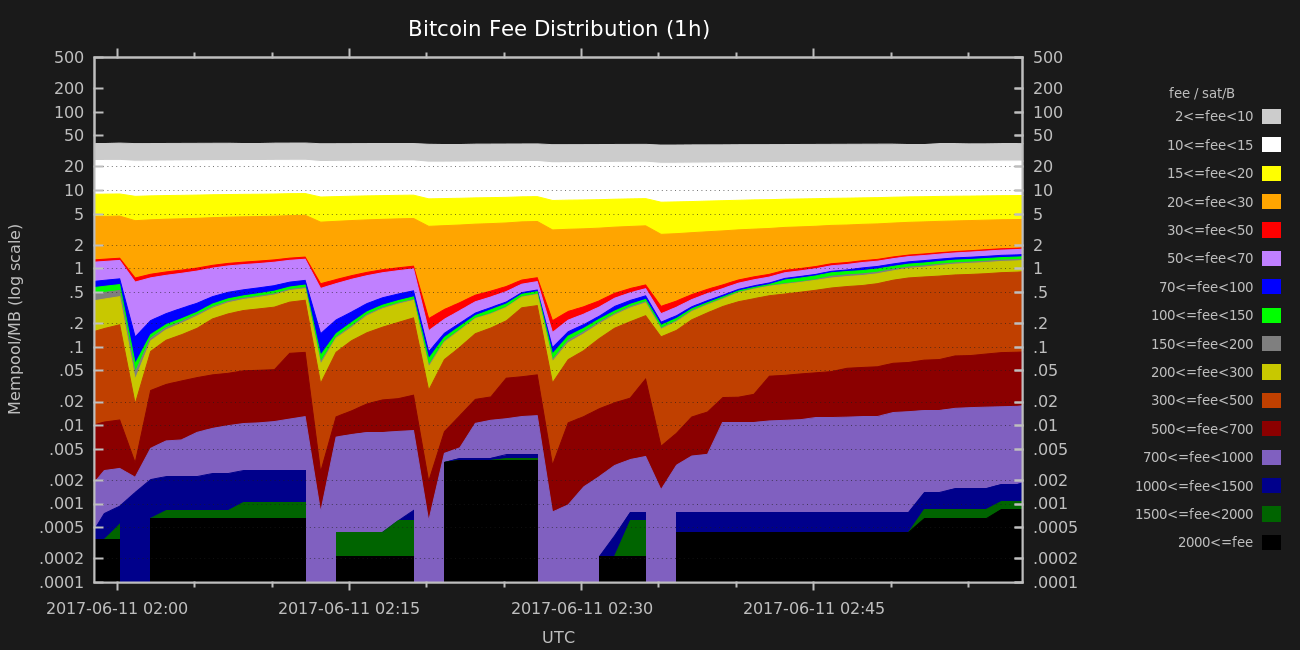 Bitcoin Fee Distribution (1h)
500
200
100
50
20
10
5
2
1
.5
.2
.1
.05
.02
.01
.005
.002
.001
.0005
.0002
.0001
Mempool/MB (log scale)
500
200
100
50
20
10
5
2
1
.5
.2
.1
.05
.02
.01
.005
.002
.001
.0005
.0002
.0001
2017-06-11 02:00
2017-06-11 02:15
2017-06-11 02:30
2017-06-11 02:45
UTC
fee / sat/B
2<=fee<10
10<=fee<15
15<=fee<20
20<=fee<30
30<=fee<50
50<=fee<70
70<=fee<100
100<=fee<150
150<=fee<200
200<=fee<300
300<=fee<500
500<=fee<700
700<=fee<1000
1000<=fee<1500
1500<=fee<2000
2000<=fee